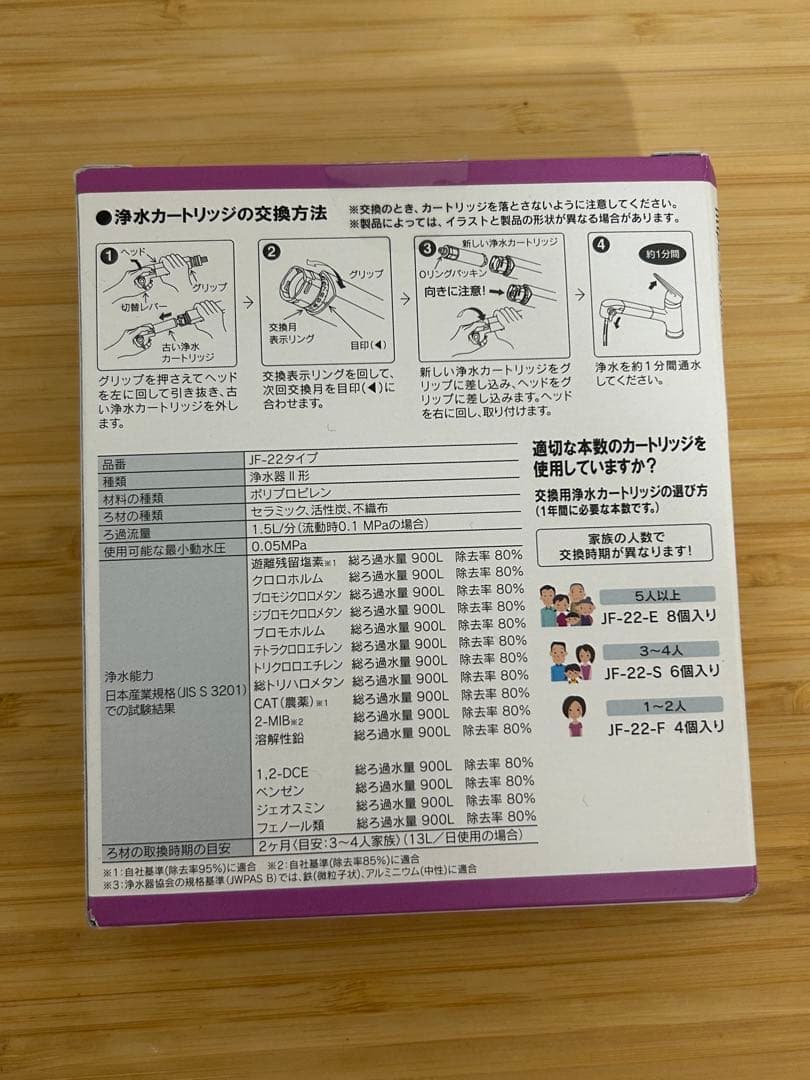 ●浄水カートリッジの交換方法
※交換のとき、カートリッジを落とさないように注意してください。
※製品によっては、イラストと製品の形状が異なる場合があります。
1
ヘッド
グリップ
切替レバー
古い浄水
カートリッジ
グリップを押さえてヘッド
を左に回して引き抜き、古
い浄水カートリッジを外し
ます。
2
グリップ
交換月
表示リング
目印(◀)
交換表示リングを回して、
次回交換月を目印(◀)に
合わせます。
3
新しい浄水カートリッジ
Oリングパッキン
向きに注意!
新しい浄水カートリッジをグ
リップに差し込み、ヘッドをグ
リップに差し込みます。ヘッド
を右に回し、取り付けます。
4
約1分間
浄水を約1分間通水
してください。
品番 JF-22タイプ
種類 浄水器Ⅱ形
材料の種類 ポリプロピレン
ろ材の種類 セラミック、活性炭、不織布
ろ過流量 1.5L/分(流動時0.1 MPaの場合)
使用可能な最小動水圧 0.05MPa
浄水能力
日本産業規格(JIS S 3201)
での試験結果
遊離残留塩素※1 総ろ過水量 900L 除去率 80%
クロロホルム 総ろ過水量 900L 除去率 80%
ブロモジクロロメタン 総ろ過水量 900L 除去率 80%
ジブロモクロロメタン 総ろ過水量 900L 除去率 80%
ブロモホルム 総ろ過水量 900L 除去率 80%
テトラクロロエチレン 総ろ過水量 900L 除去率 80%
トリクロロエチレン 総ろ過水量 900L 除去率 80%
総トリハロメタン 総ろ過水量 900L 除去率 80%
CAT(農薬)※1 総ろ過水量 900L 除去率 80%
2-MIB※2 総ろ過水量 900L 除去率 80%
溶解性鉛 総ろ過水量 900L 除去率 80%
1,2-DCE 総ろ過水量 900L 除去率 80%
ベンゼン 総ろ過水量 900L 除去率 80%
ジェオスミン 総ろ過水量 900L 除去率 80%
フェノール類 総ろ過水量 900L 除去率 80%
ろ材の取換時期の目安 2ヶ月(目安:3〜4人家族)(13L/日使用の場合)
※1:自社基準(除去率95%)に適合 ※2:自社基準(除去率85%)に適合
※3:浄水器協会の規格基準(JWPAS B)では、鉄(微粒子状)、アルミニウム(中性)に適合。
適切な本数のカートリッジを
使用していますか?
交換用浄水カートリッジの選び方
(1年間に必要な本数です。)
家族の人数で
交換時期が異なります!
5人以上
JF-22-E 8個入り
3〜4人
JF-22-S 6個入り
1〜2人
JF-22-F 4個入り